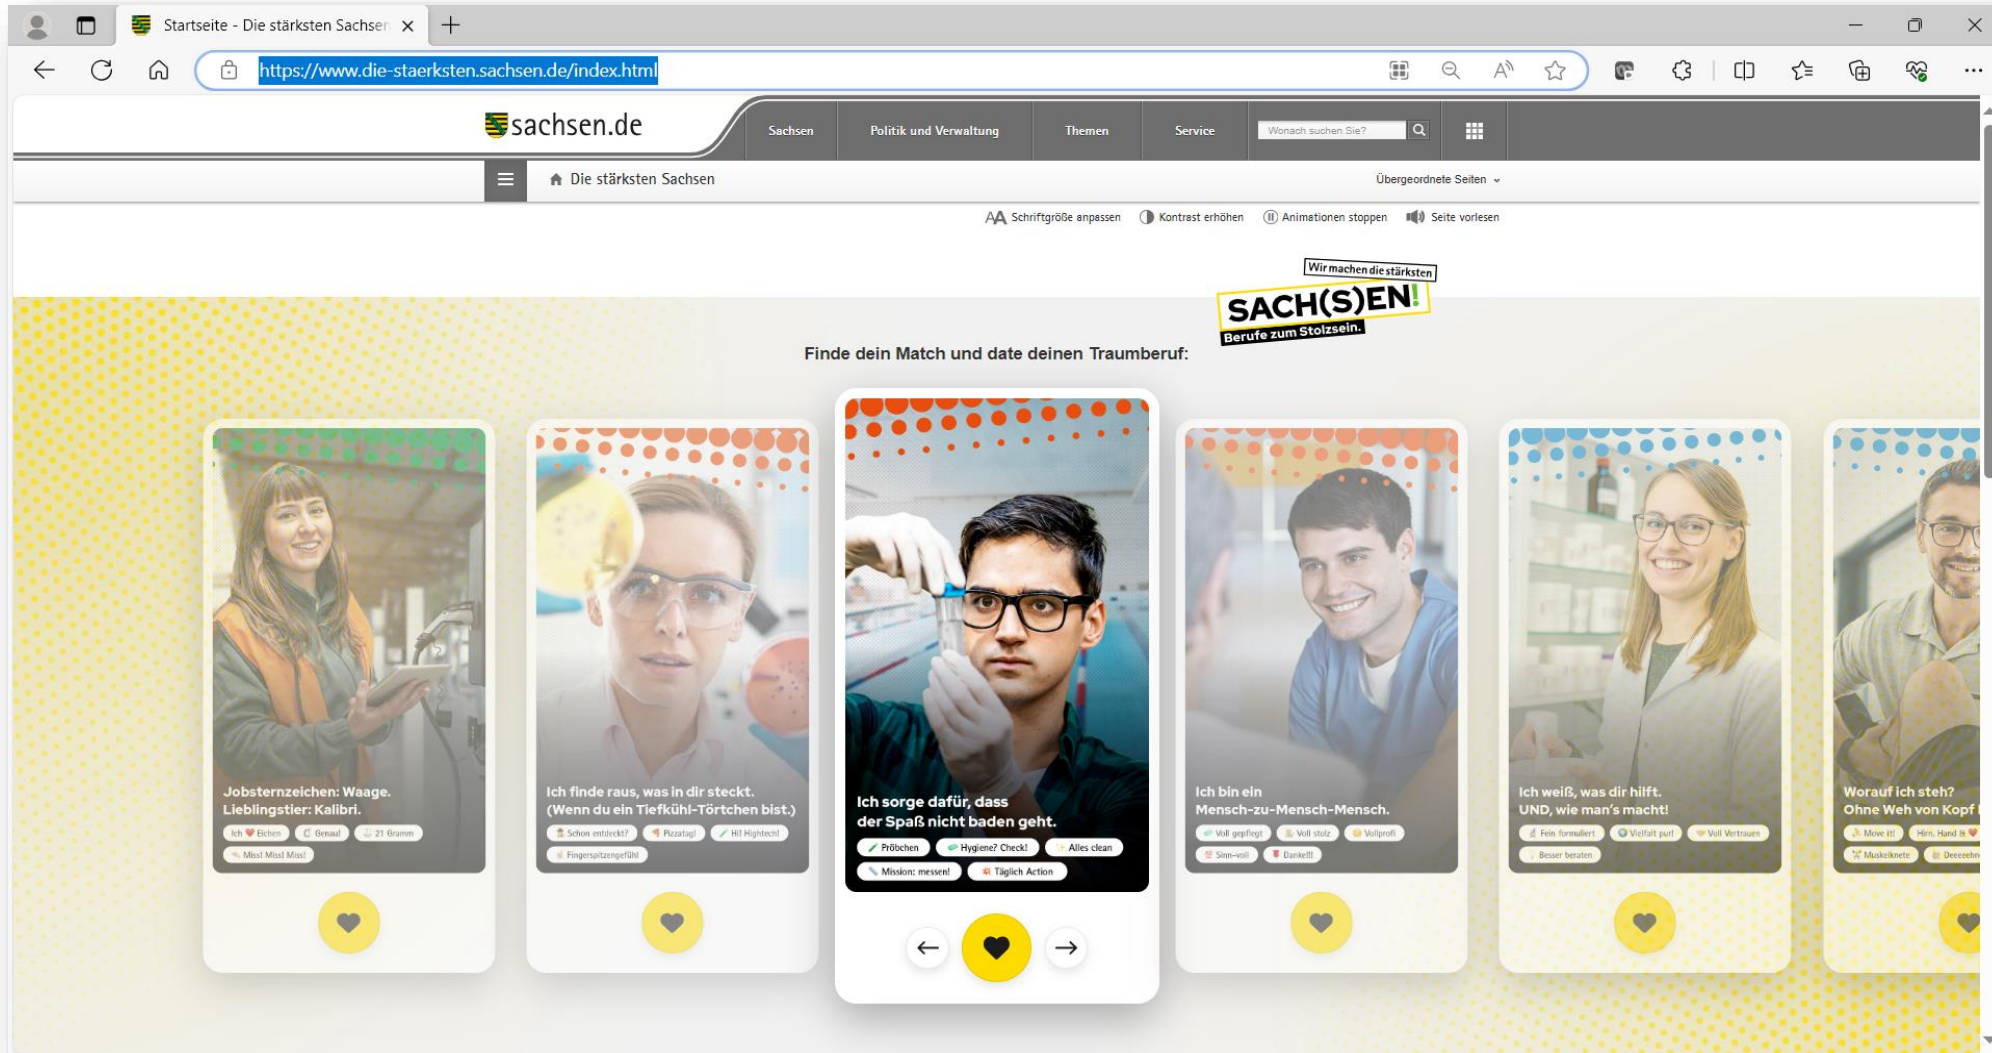 Startseite - Die stärksten Sachsen
https://www.die-staerksten.sachsen.de/index.html
sachsen.de
Sachsen
Politik und Verwaltung
Themen
Service
Wonach suchen Sie?
Die stärksten Sachsen
Übergeordnete Seiten
AA Schriftgröße anpassen
Kontrast erhöhen
Animationen stoppen
Seite vorlesen
Wir machen die stärksten
SACH(S)EN!
Berufe zum Stolzsein.
Finde dein Match und date deinen Traumberuf:
Jobsternzeichen: Waage.
Lieblingstier: Kalibri.
Ich ❤ Eichen
Genau!
21 Gramm
Miss! Miss! Miss!
Ich finde raus, was in dir steckt.
(Wenn du ein Tiefkühl-Törtchen bist.)
Schon entdeckt?
Pizzatag!
Hi! Hightech!
Fingerspitzengefühl
Ich sorge dafür, dass
der Spaß nicht baden geht.
Pröbchen
Hygiene? Check!
Alles clean
Mission: messen!
Täglich Action
Ich bin ein
Mensch-zu-Mensch-Mensch.
Voll gepflegt
Voll stolz
Vollprofi
Sinn-voll
Danke!!!
Ich weiß, was dir hilft.
UND, wie man's macht!
Fein formuliert
Vielfalt pur!
Voll Vertrauen
Besser beraten
Worauf ich steh?
Ohne Weh von Kopf
Move it!
Hirn, Hand & ❤
Muskelknete